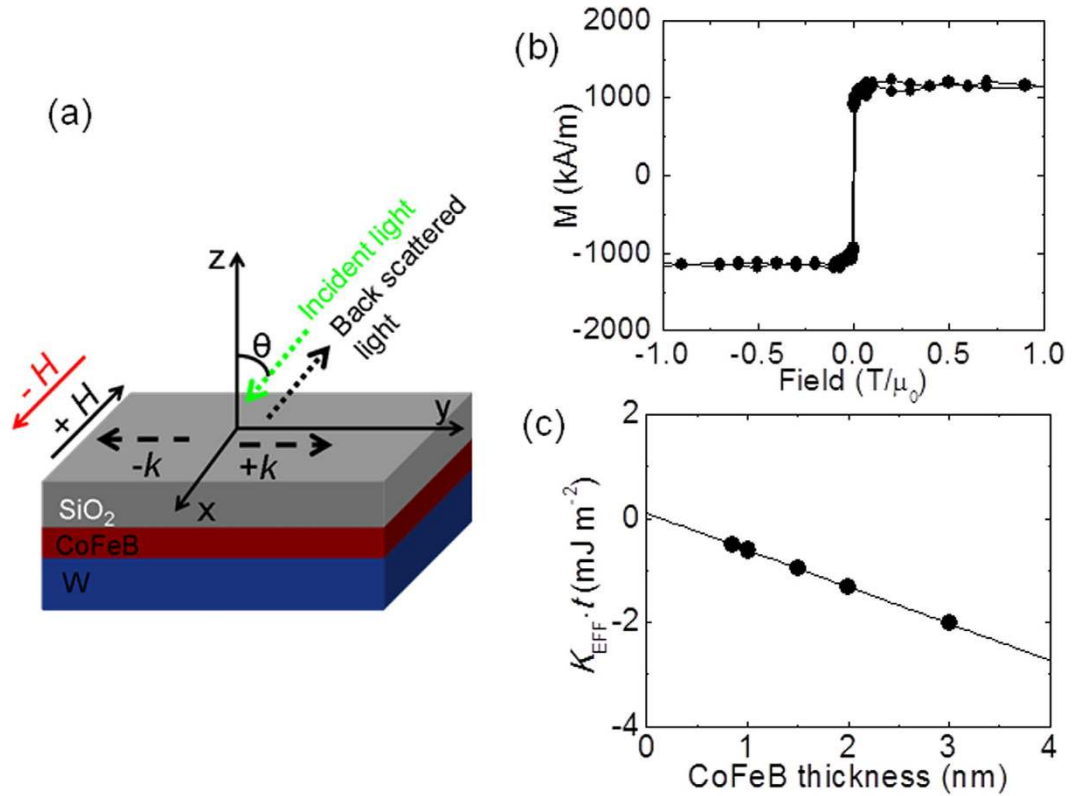 (a)
z
θ
Incident light
Back scattered
light
- H
+ H
y
-k
+k
x
SiO₂
CoFeB
W
(b)
2000
1000
0
-1000
-2000
M (kA/m)
-1.0 -0.5 0.0 0.5 1.0
Field (T/μ₀)
(c)
2
0
-2
-4
K_EFF·t (mJ m⁻²)
0 1 2 3 4
CoFeB thickness (nm)